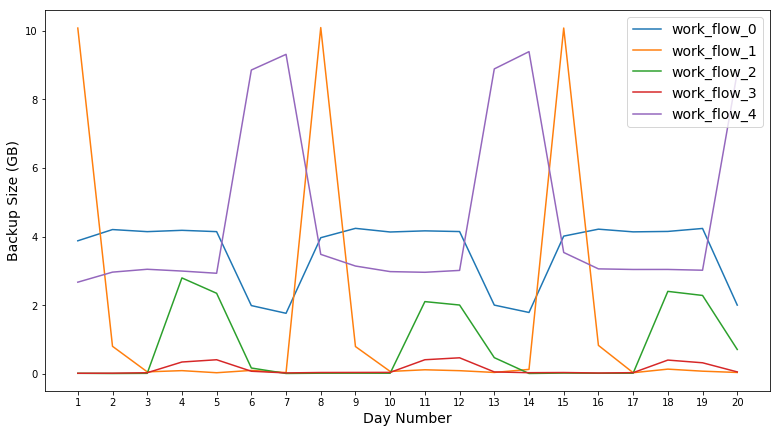 10
8
6
4
2
0
Backup Size (GB)
work_flow_0
work_flow_1
work_flow_2
work_flow_3
work_flow_4
1 2 3 4 5 6 7 8 9 10 11 12 13 14 15 16 17 18 19 20
Day Number